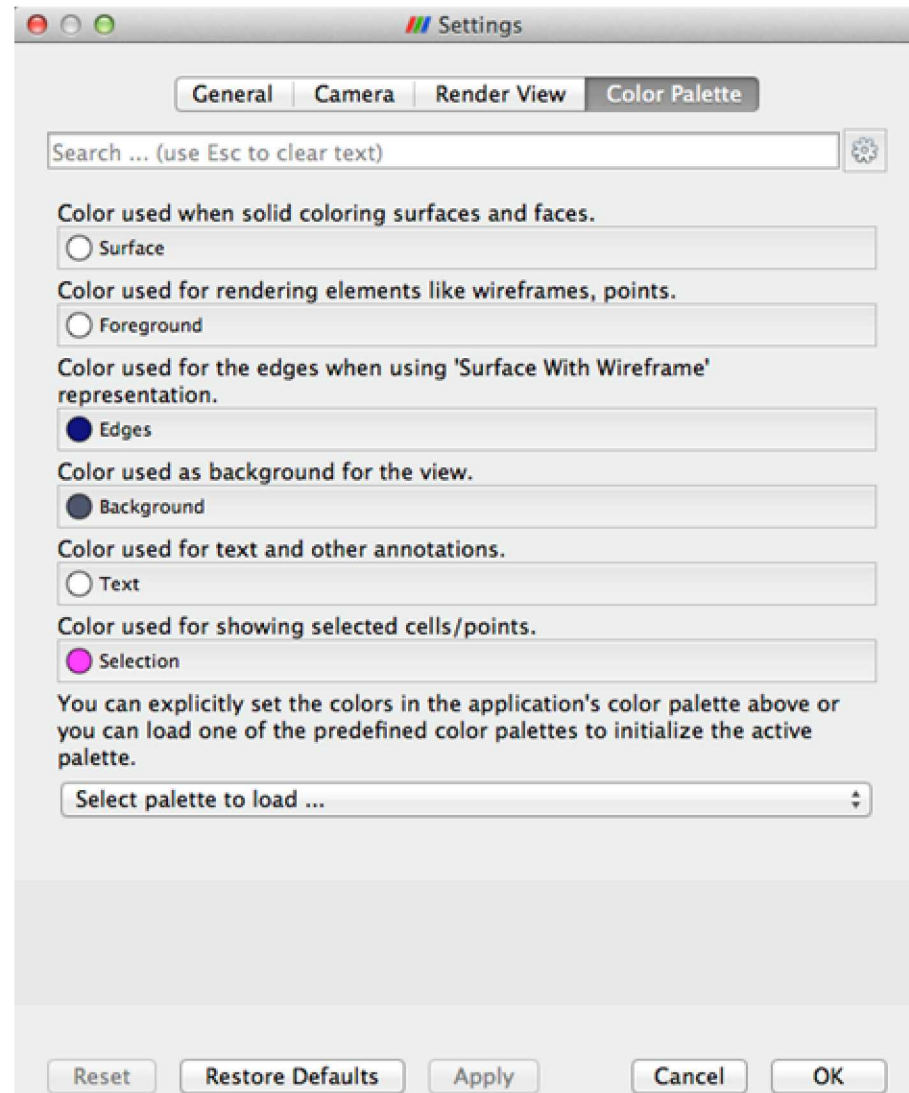 Settings
General Camera Render View Color Palette
Search ... (use Esc to clear text)
Color used when solid coloring surfaces and faces.
Surface
Color used for rendering elements like wireframes, points.
Foreground
Color used for the edges when using 'Surface With Wireframe'
representation.
Edges
Color used as background for the view.
Background
Color used for text and other annotations.
Text
Color used for showing selected cells/points.
Selection
You can explicitly set the colors in the application's color palette above or
you can load one of the predefined color palettes to initialize the active
palette.
Select palette to load ...
Reset Restore Defaults Apply Cancel OK